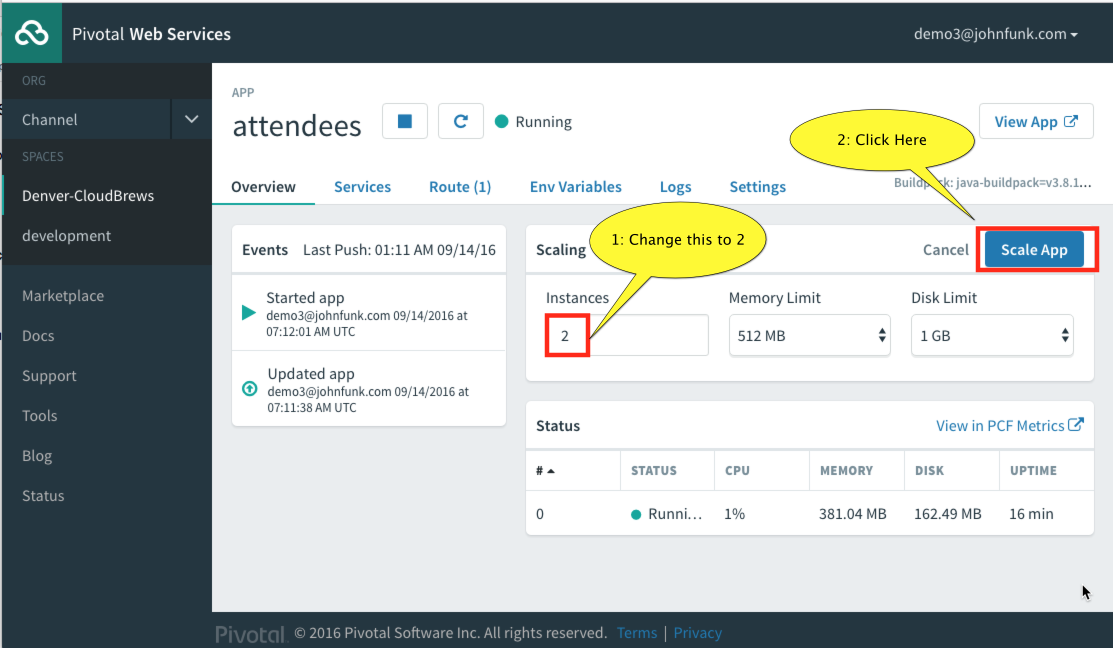 Pivotal Web Services
demo3@johnfunk.com
ORG
Channel
SPACES
Denver-CloudBrews
development
Marketplace
Docs
Support
Tools
Blog
Status
APP
attendees
Running
View App
2: Click Here
Buildpack: java-buildpack=v3.8.1...
Overview
Services
Route (1)
Env Variables
Logs
Settings
1: Change this to 2
Events
Last Push: 01:11 AM 09/14/16
Started app
demo3@johnfunk.com 09/14/2016 at
07:12:01 AM UTC
Updated app
demo3@johnfunk.com 09/14/2016 at
07:11:38 AM UTC
Scaling
Cancel
Scale App
Instances
Memory Limit
Disk Limit
2
512 MB
1 GB
Status
View in PCF Metrics
# STATUS CPU MEMORY DISK UPTIME
0 Runni... 1% 381.04 MB 162.49 MB 16 min
Pivotal © 2016 Pivotal Software Inc. All rights reserved. Terms | Privacy